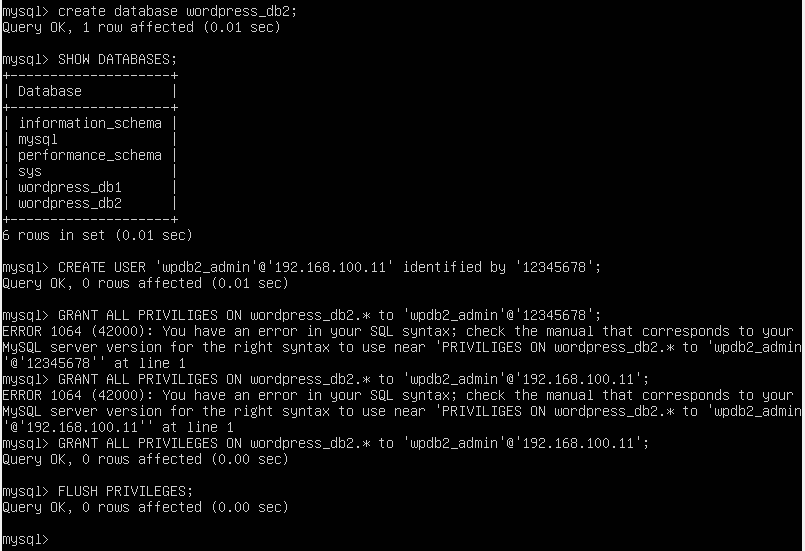 mysql> create database wordpress_db2;
Query OK, 1 row affected (0.01 sec)
mysql> SHOW DATABASES;
+--------------------+
| Database           |
+--------------------+
| information_schema |
| mysql              |
| performance_schema |
| sys                |
| wordpress_db1      |
| wordpress_db2      |
+--------------------+
6 rows in set (0.01 sec)
mysql> CREATE USER 'wpdb2_admin'@'192.168.100.11' identified by '12345678';
Query OK, 0 rows affected (0.01 sec)
mysql> GRANT ALL PRIVILIGES ON wordpress_db2.* to 'wpdb2_admin'@'12345678';
ERROR 1064 (42000): You have an error in your SQL syntax; check the manual that corresponds to your
MySQL server version for the right syntax to use near 'PRIVILIGES ON wordpress_db2.* to 'wpdb2_admin
'@'12345678'' at line 1
mysql> GRANT ALL PRIVILIGES ON wordpress_db2.* to 'wpdb2_admin'@'192.168.100.11';
ERROR 1064 (42000): You have an error in your SQL syntax; check the manual that corresponds to your
MySQL server version for the right syntax to use near 'PRIVILIGES ON wordpress_db2.* to 'wpdb2_admin
'@'192.168.100.11'' at line 1
mysql> GRANT ALL PRIVILEGES ON wordpress_db2.* to 'wpdb2_admin'@'192.168.100.11';
Query OK, 0 rows affected (0.00 sec)
mysql> FLUSH PRIVILEGES;
Query OK, 0 rows affected (0.00 sec)
mysql>